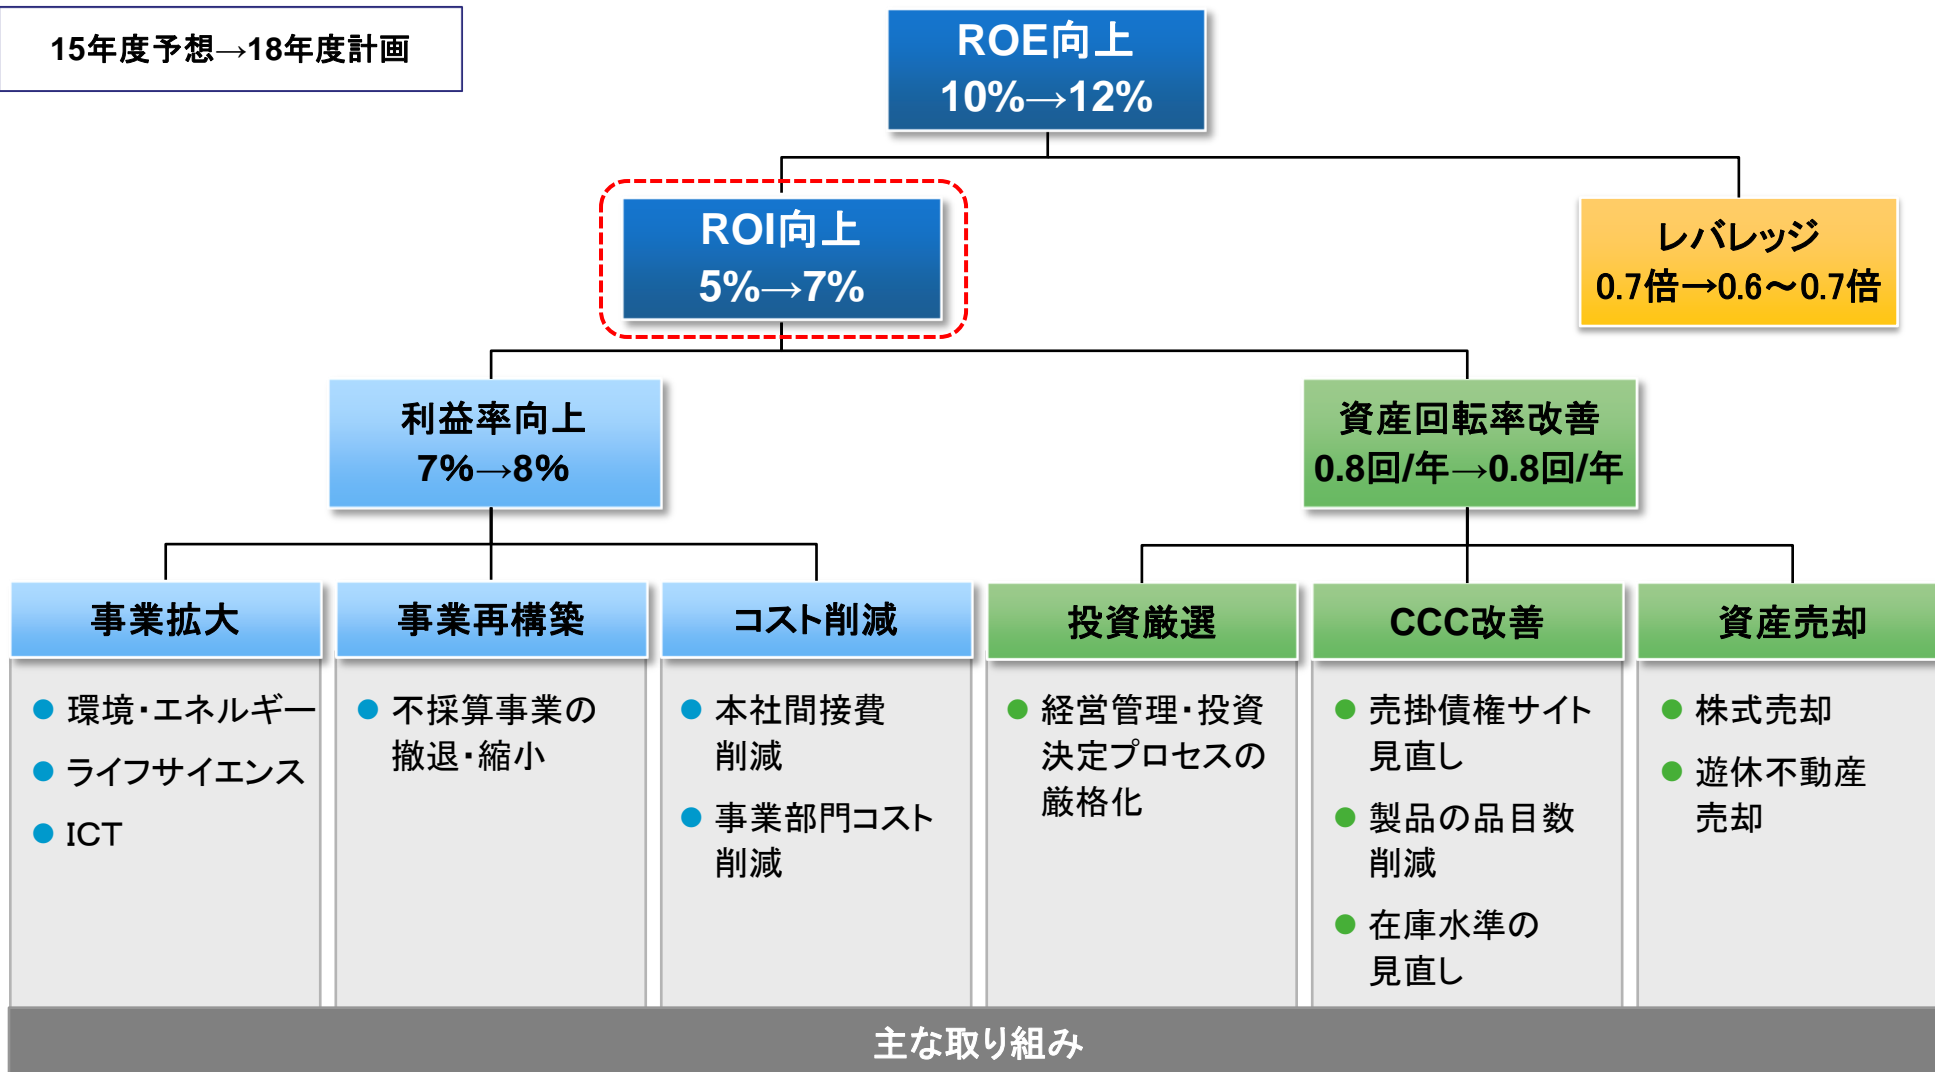 15年度予想→18年度計画
ROE向上
10%→12%
ROI向上
5%→7%
レバレッジ
0.7倍→0.6～0.7倍
利益率向上
7%→8%
資産回転率改善
0.8回/年→0.8回/年
事業拡大
環境・エネルギー
ライフサイエンス
ICT
事業再構築
不採算事業の
撤退・縮小
コスト削減
本社間接費
削減
事業部門コスト
削減
投資厳選
経営管理・投資
決定プロセスの
厳格化
CCC改善
売掛債権サイト
見直し
製品の品目数
削減
在庫水準の
見直し
資産売却
株式売却
遊休不動産
売却
主な取り組み